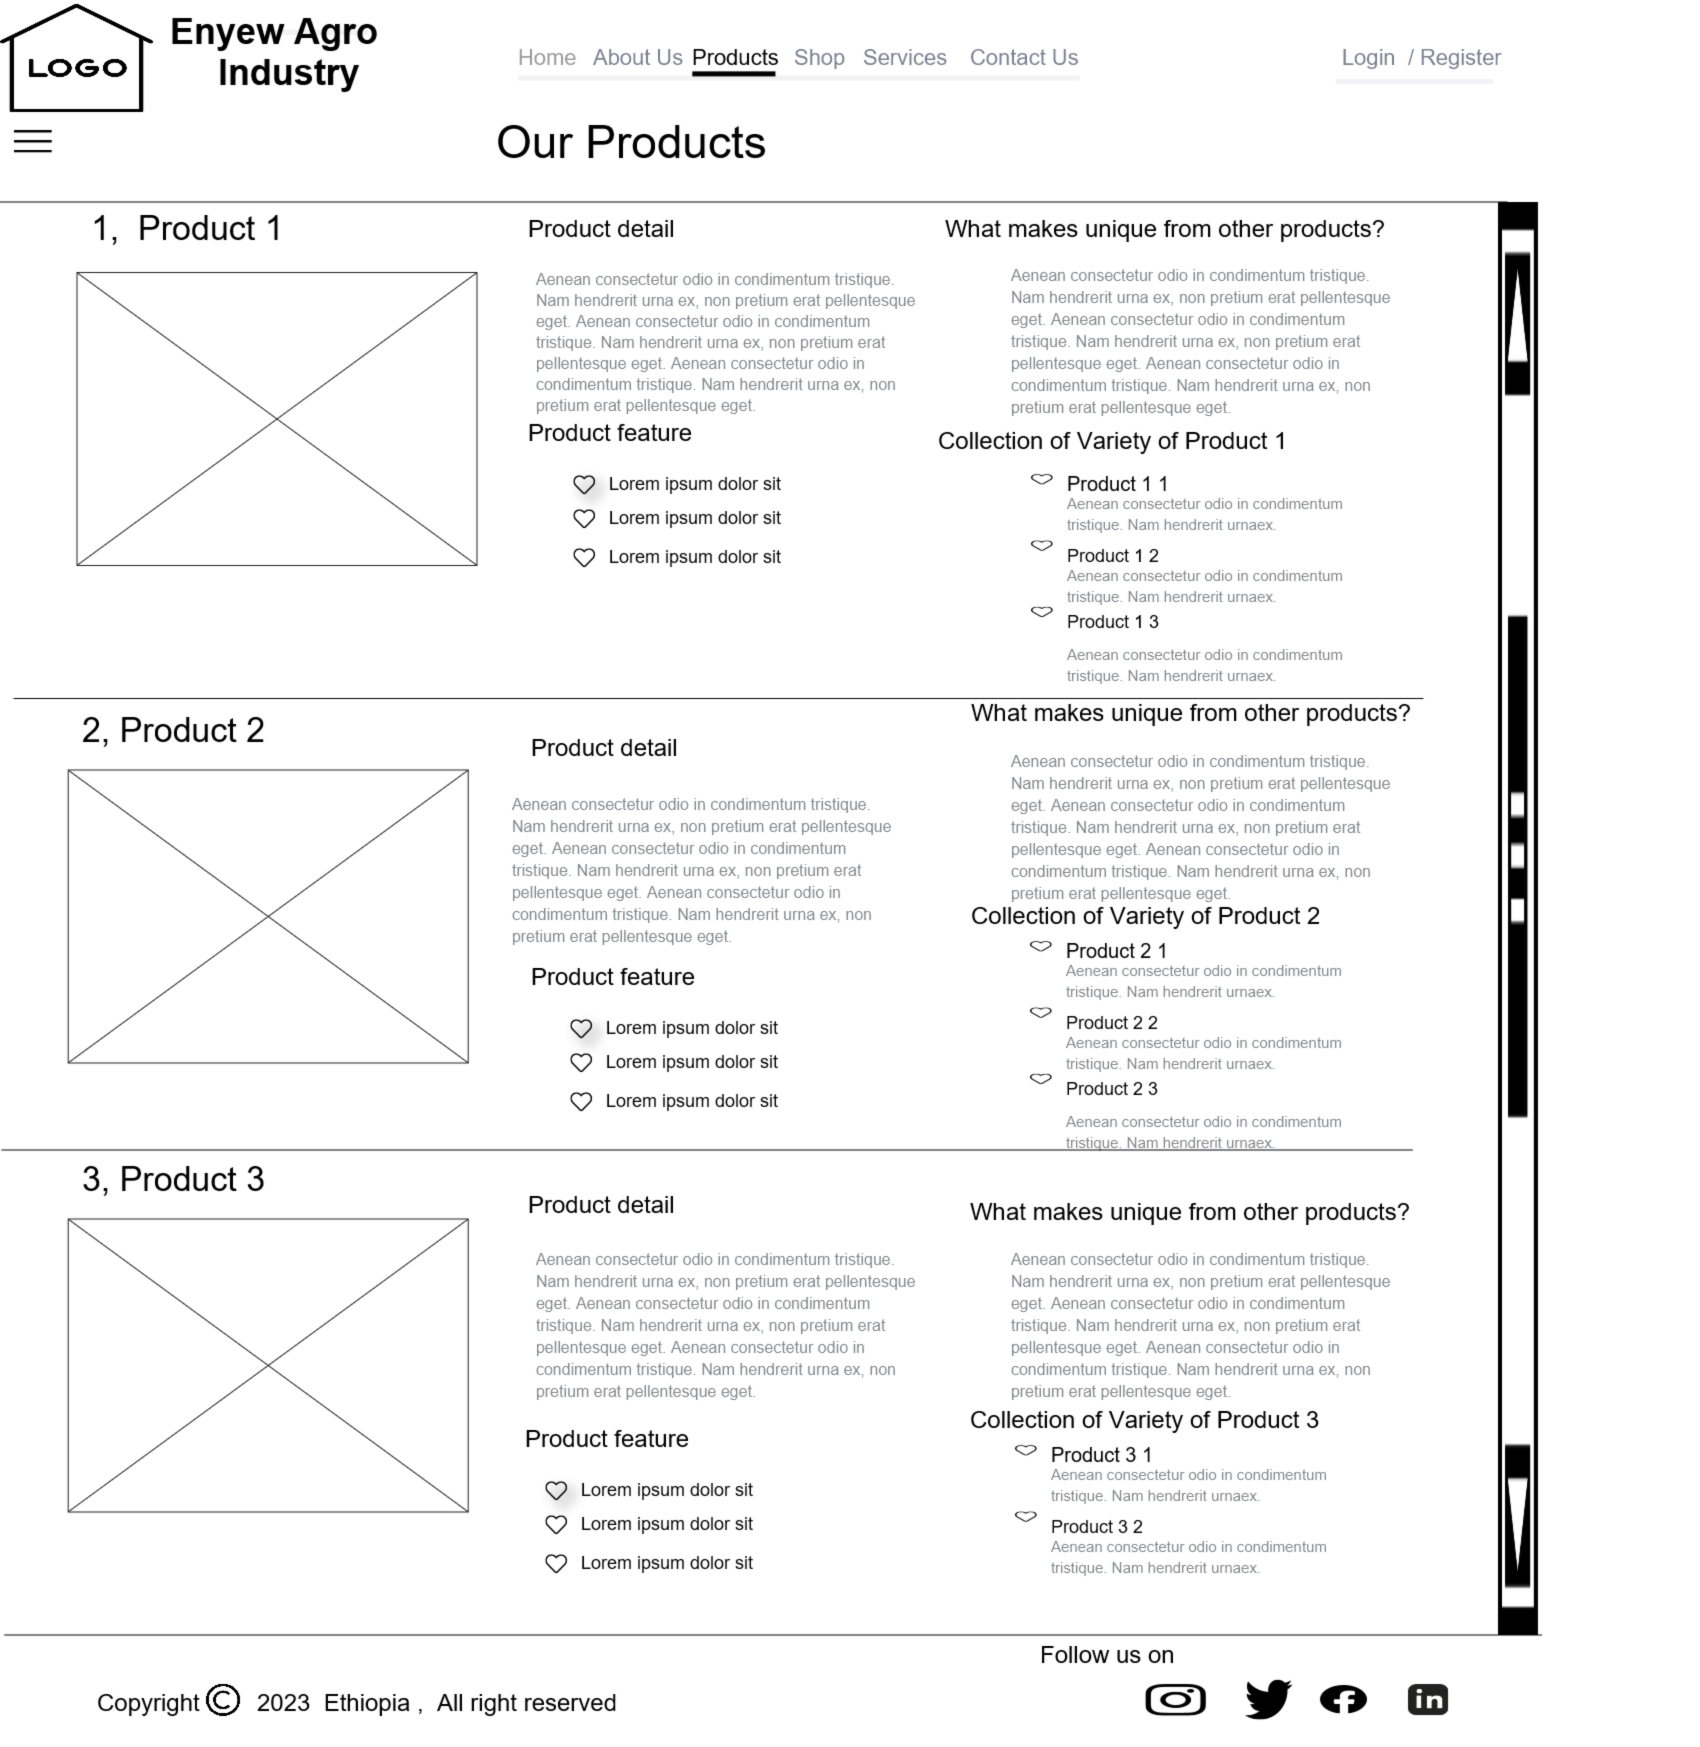 LOGO
Enyew Agro
Industry
Home About Us Products Shop Services Contact Us
Login / Register
Our Products
1, Product 1
Product detail
Aenean consectetur odio in condimentum tristique.
Nam hendrerit urna ex, non pretium erat pellentesque
eget. Aenean consectetur odio in condimentum
tristique. Nam hendrerit urna ex, non pretium erat
pellentesque eget. Aenean consectetur odio in
condimentum tristique. Nam hendrerit urna ex, non
pretium erat pellentesque eget.
Product feature
Lorem ipsum dolor sit
Lorem ipsum dolor sit
Lorem ipsum dolor sit
What makes unique from other products?
Aenean consectetur odio in condimentum tristique.
Nam hendrerit urna ex, non pretium erat pellentesque
eget. Aenean consectetur odio in condimentum
tristique. Nam hendrerit urna ex, non pretium erat
pellentesque eget. Aenean consectetur odio in
condimentum tristique. Nam hendrerit urna ex, non
pretium erat pellentesque eget.
Collection of Variety of Product 1
Product 1 1
Aenean consectetur odio in condimentum
tristique. Nam hendrerit urnaex.
Product 1 2
Aenean consectetur odio in condimentum
tristique. Nam hendrerit urnaex.
Product 1 3
Aenean consectetur odio in condimentum
tristique. Nam hendrerit urnaex.
2, Product 2
Product detail
Aenean consectetur odio in condimentum tristique.
Nam hendrerit urna ex, non pretium erat pellentesque
eget. Aenean consectetur odio in condimentum
tristique. Nam hendrerit urna ex, non pretium erat
pellentesque eget. Aenean consectetur odio in
condimentum tristique. Nam hendrerit urna ex, non
pretium erat pellentesque eget.
Product feature
Lorem ipsum dolor sit
Lorem ipsum dolor sit
Lorem ipsum dolor sit
What makes unique from other products?
Aenean consectetur odio in condimentum tristique.
Nam hendrerit urna ex, non pretium erat pellentesque
eget. Aenean consectetur odio in condimentum
tristique. Nam hendrerit urna ex, non pretium erat
pellentesque eget. Aenean consectetur odio in
condimentum tristique. Nam hendrerit urna ex, non
pretium erat pellentesque eget.
Collection of Variety of Product 2
Product 2 1
Aenean consectetur odio in condimentum
tristique. Nam hendrerit urnaex.
Product 2 2
Aenean consectetur odio in condimentum
tristique. Nam hendrerit urnaex.
Product 2 3
Aenean consectetur odio in condimentum
tristique. Nam hendrerit urnaex.
3, Product 3
Product detail
Aenean consectetur odio in condimentum tristique.
Nam hendrerit urna ex, non pretium erat pellentesque
eget. Aenean consectetur odio in condimentum
tristique. Nam hendrerit urna ex, non pretium erat
pellentesque eget. Aenean consectetur odio in
condimentum tristique. Nam hendrerit urna ex, non
pretium erat pellentesque eget.
Product feature
Lorem ipsum dolor sit
Lorem ipsum dolor sit
Lorem ipsum dolor sit
What makes unique from other products?
Aenean consectetur odio in condimentum tristique.
Nam hendrerit urna ex, non pretium erat pellentesque
eget. Aenean consectetur odio in condimentum
tristique. Nam hendrerit urna ex, non pretium erat
pellentesque eget. Aenean consectetur odio in
condimentum tristique. Nam hendrerit urna ex, non
pretium erat pellentesque eget.
Collection of Variety of Product 3
Product 3 1
Aenean consectetur odio in condimentum
tristique. Nam hendrerit urnaex.
Product 3 2
Aenean consectetur odio in condimentum
tristique. Nam hendrerit urnaex.
Follow us on
Copyright © 2023 Ethiopia , All right reserved